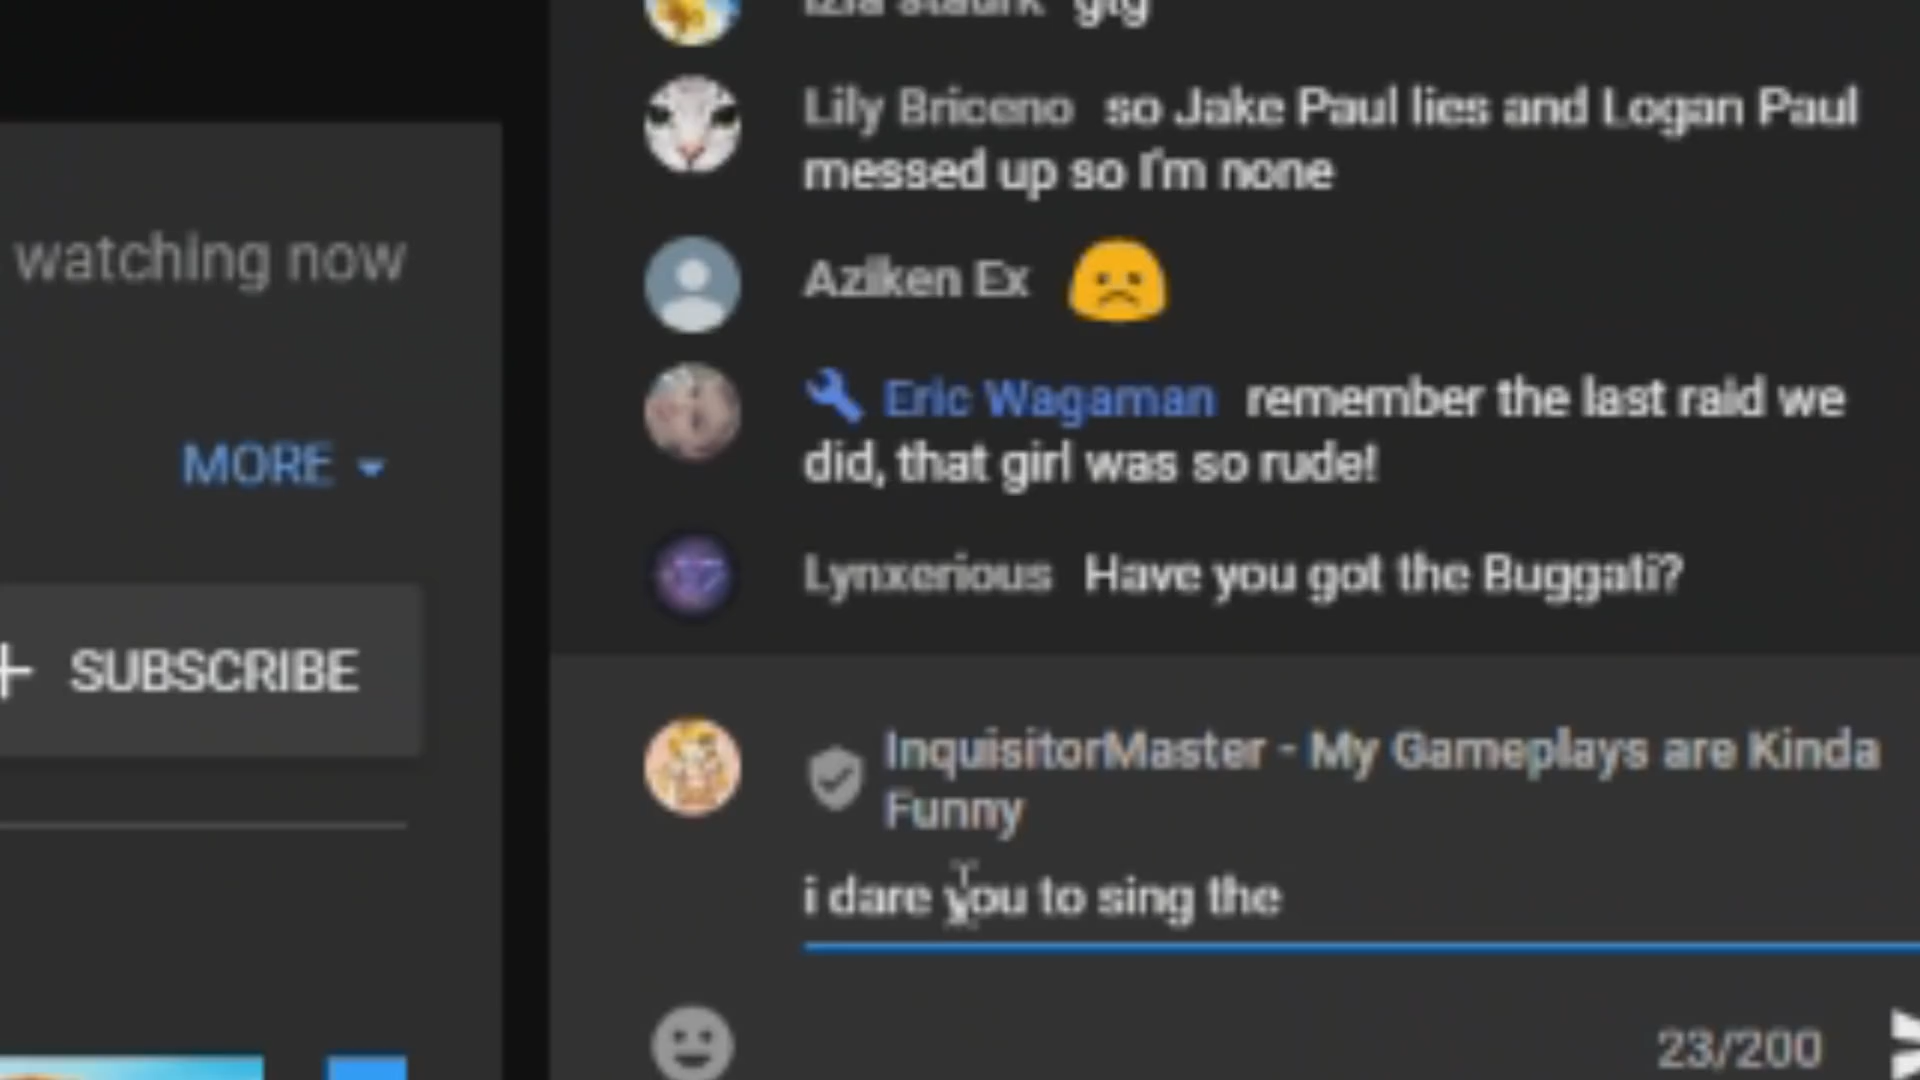 glg
Lily Briceno so Jake Paul lies and Logan Paul
messed up so I'm none
watching now
Aziken Ex
MORE
Eric Wagaman remember the last raid we
did, that girl was so rude!
Lynxerious Have you got the Buggati?
+ SUBSCRIBE
InquisitorMaster - My Gameplays are Kinda
Funny
i dare you to sing the
23/200